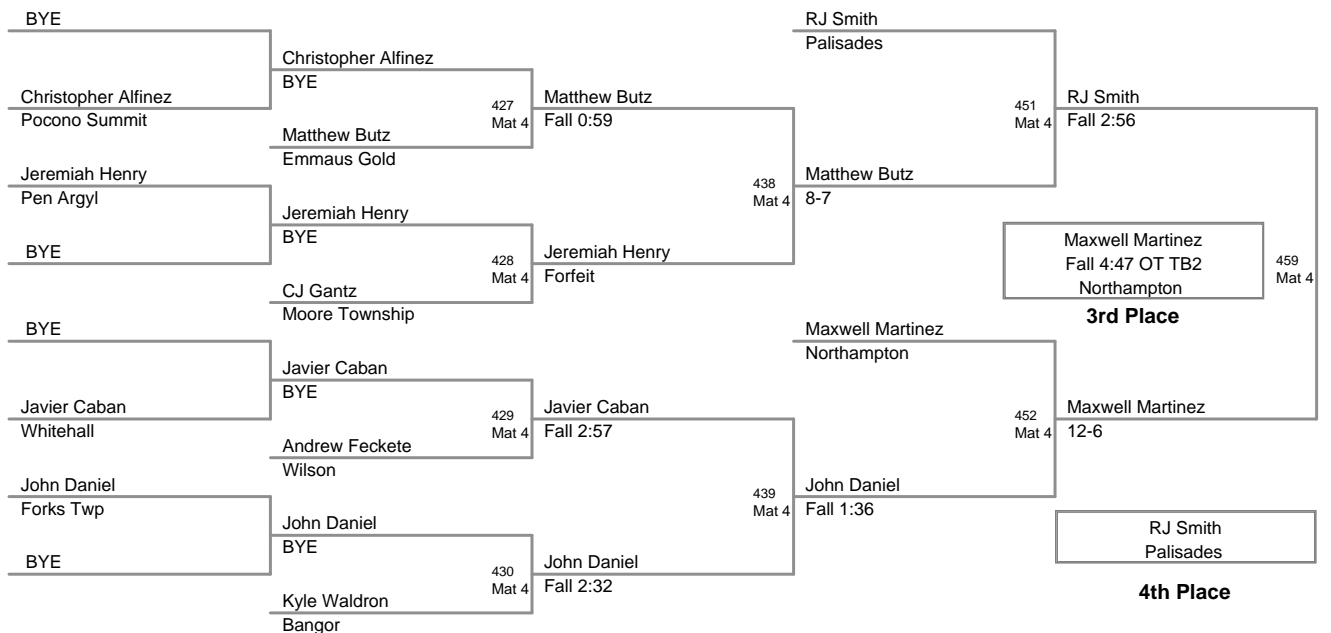 BYE
Christopher Alfinez
Pocono Summit
Jeremiah Henry
Pen Argyl
BYE
BYE
Javier Caban
Whitehall
John Daniel
Forks Twp
BYE
Christopher Alfinez
BYE
427
Mat 4
Matthew Butz
Emmaus Gold
Jeremiah Henry
BYE
428
Mat 4
CJ Gantz
Moore Township
Javier Caban
BYE
429
Mat 4
Andrew Feckete
Wilson
John Daniel
BYE
430
Mat 4
Kyle Waldron
Bangor
Matthew Butz
Fall 0:59
438
Mat 4
Jeremiah Henry
Forfeit
Javier Caban
Fall 2:57
439
Mat 4
John Daniel
Fall 2:32
RJ Smith
Palisades
451
Mat 4
Matthew Butz
8-7
Maxwell Martinez
Northampton
452
Mat 4
John Daniel
Fall 1:36
RJ Smith
Fall 2:56
Maxwell Martinez
Fall 4:47 OT TB2
Northampton
3rd Place
459
Mat 4
Maxwell Martinez
12-6
RJ Smith
Palisades
4th Place